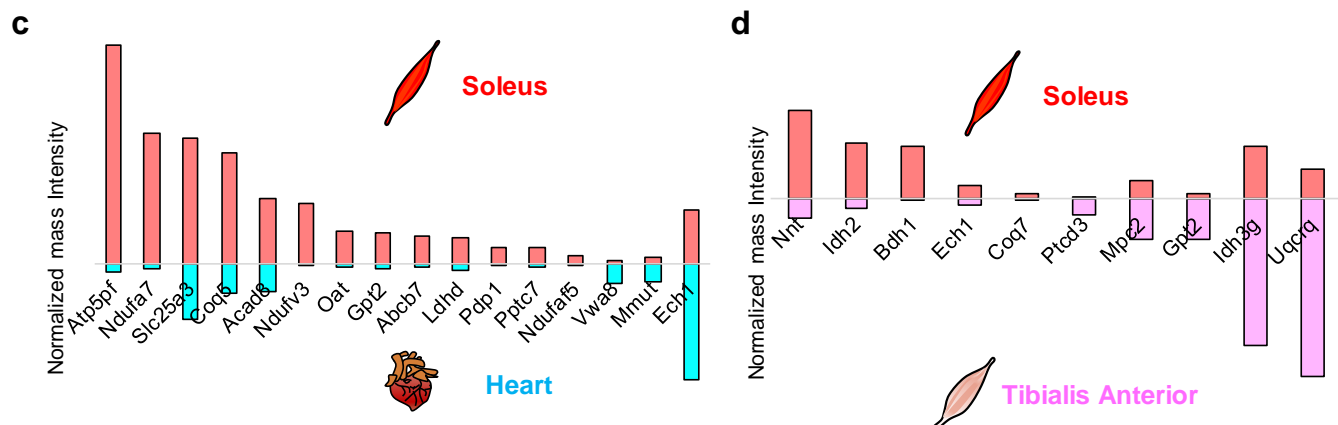 c
Normalized mass Intensity
Soleus
Atp5pf
Ndufa7
Slc25a3
Coq5
Acad8
Ndufv3
Oat
Gpt2
Abcb7
Ldhd
Pdp1
Pptc7
Ndufaf5
Vwa8
Mmut
Ech1
Heart
d
Normalized mass Intensity
Soleus
Nnt
Idh2
Bdh1
Ech1
Coq7
Ptcd3
Mpc2
Gpt2
Idh3g
Uqcrq
Tibialis Anterior